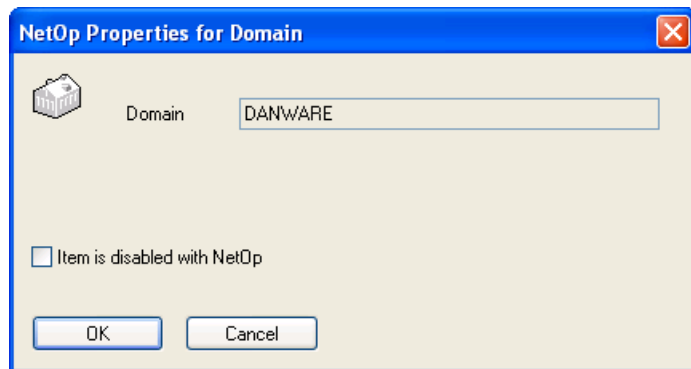 NetOp Properties for Domain
Domain DANWARE
Item is disabled with NetOp
OK Cancel